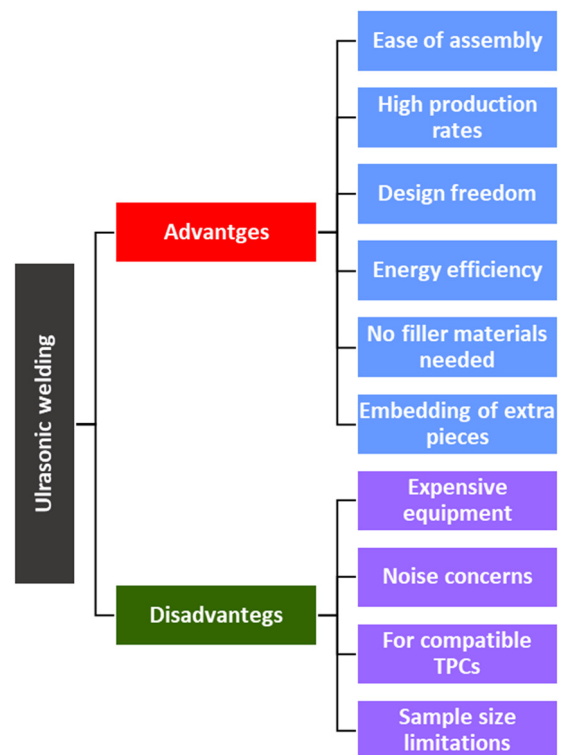 Ulrasonic welding
Advantges
Ease of assembly
High production
rates
Design freedom
Energy efficiency
No filler materials
needed
Embedding of extra
pieces
Disadvantegs
Expensive
equipment
Noise concerns
For compatible
TPCs
Sample size
limitations